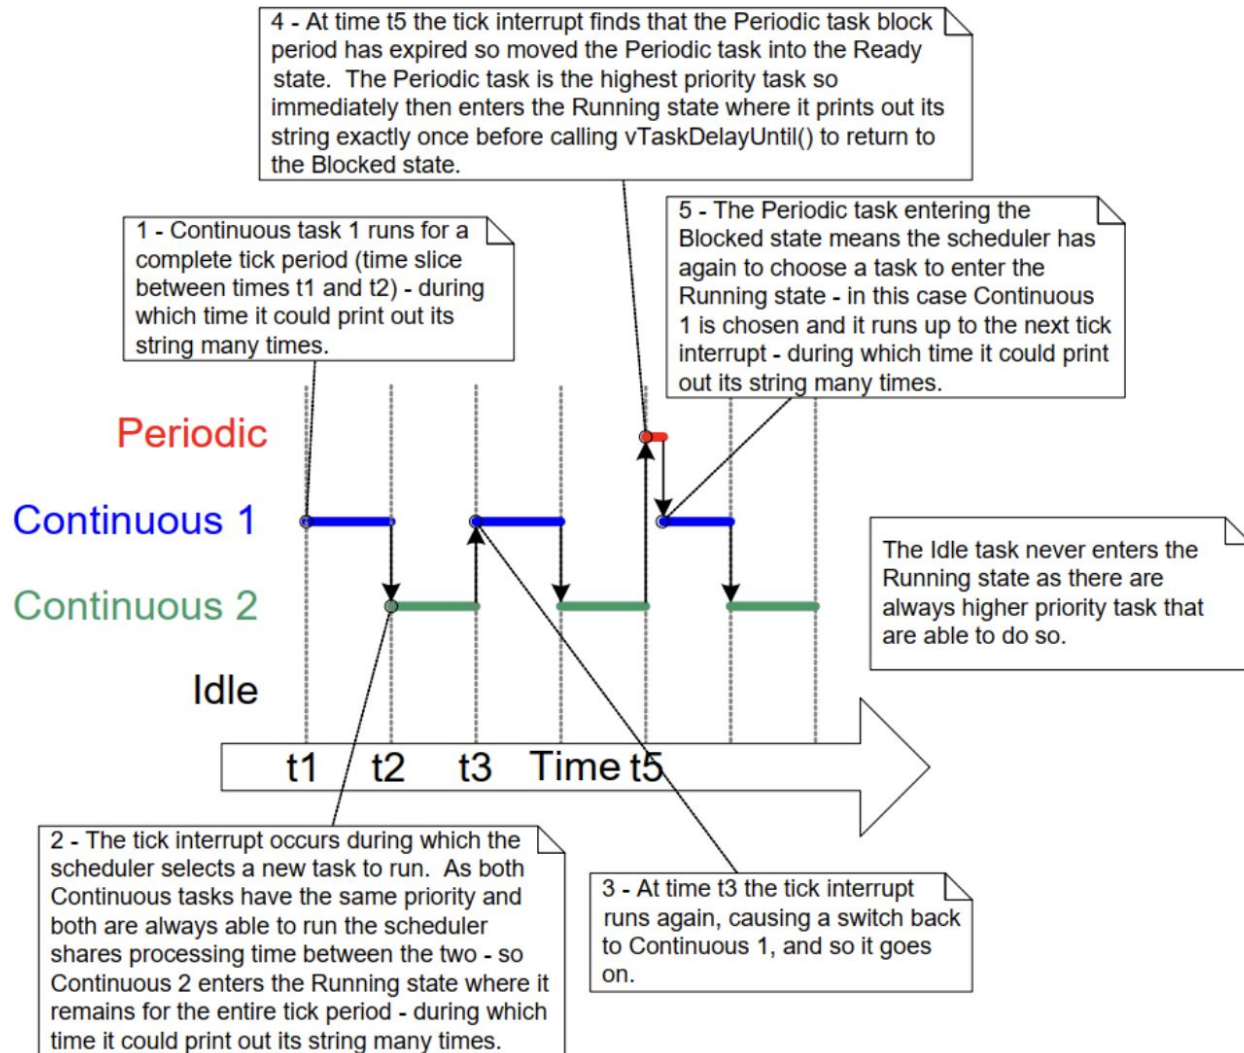 4 - At time t5 the tick interrupt finds that the Periodic task block
period has expired so moved the Periodic task into the Ready
state.  The Periodic task is the highest priority task so
immediately then enters the Running state where it prints out its
string exactly once before calling vTaskDelayUntil() to return to
the Blocked state.
1 - Continuous task 1 runs for a
complete tick period (time slice
between times t1 and t2) - during
which time it could print out its
string many times.
5 - The Periodic task entering the
Blocked state means the scheduler has
again to choose a task to enter the
Running state - in this case Continuous
1 is chosen and it runs up to the next tick
interrupt - during which time it could print
out its string many times.
Periodic
Continuous 1
Continuous 2
Idle
The Idle task never enters the
Running state as there are
always higher priority task that
are able to do so.
t1 t2 t3 Time t5
2 - The tick interrupt occurs during which the
scheduler selects a new task to run.  As both
Continuous tasks have the same priority and
both are always able to run the scheduler
shares processing time between the two - so
Continuous 2 enters the Running state where it
remains for the entire tick period - during which
time it could print out its string many times.
3 - At time t3 the tick interrupt
runs again, causing a switch back
to Continuous 1, and so it goes
on.